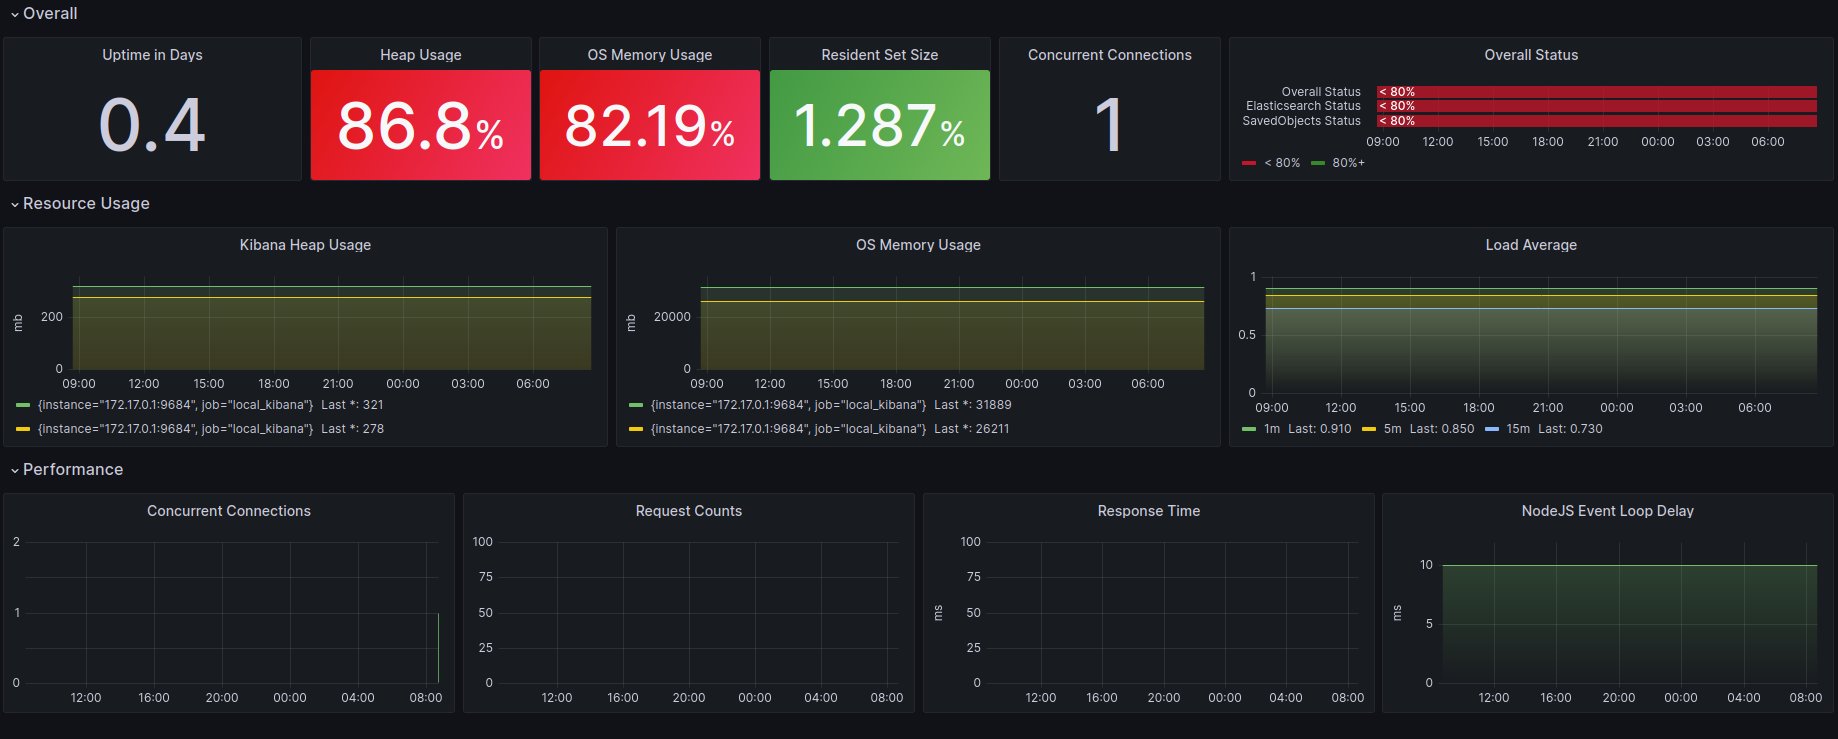 Overall
Uptime in Days
0.4
Heap Usage
86.8%
OS Memory Usage
82.19%
Resident Set Size
1.287%
Concurrent Connections
1
Overall Status
Overall Status < 80%
Elasticsearch Status < 80%
SavedObjects Status < 80%
09:00 12:00 15:00 18:00 21:00 00:00 03:00 06:00
< 80% 80%+
Resource Usage
Kibana Heap Usage
mb
200
0
09:00 12:00 15:00 18:00 21:00 00:00 03:00 06:00
{instance="172.17.0.1:9684", job="local_kibana"} Last *: 321
{instance="172.17.0.1:9684", job="local_kibana"} Last *: 278
OS Memory Usage
mb
20000
0
09:00 12:00 15:00 18:00 21:00 00:00 03:00 06:00
{instance="172.17.0.1:9684", job="local_kibana"} Last *: 31889
{instance="172.17.0.1:9684", job="local_kibana"} Last *: 26211
Load Average
1
0.5
0
09:00 12:00 15:00 18:00 21:00 00:00 03:00 06:00
1m Last: 0.910 5m Last: 0.850 15m Last: 0.730
Performance
Concurrent Connections
2
1
0
12:00 16:00 20:00 00:00 04:00 08:00
Request Counts
100
75
50
25
0
12:00 16:00 20:00 00:00 04:00 08:00
Response Time
ms
100
75
50
25
0
12:00 16:00 20:00 00:00 04:00 08:00
NodeJS Event Loop Delay
ms
10
5
0
12:00 16:00 20:00 00:00 04:00 08:00